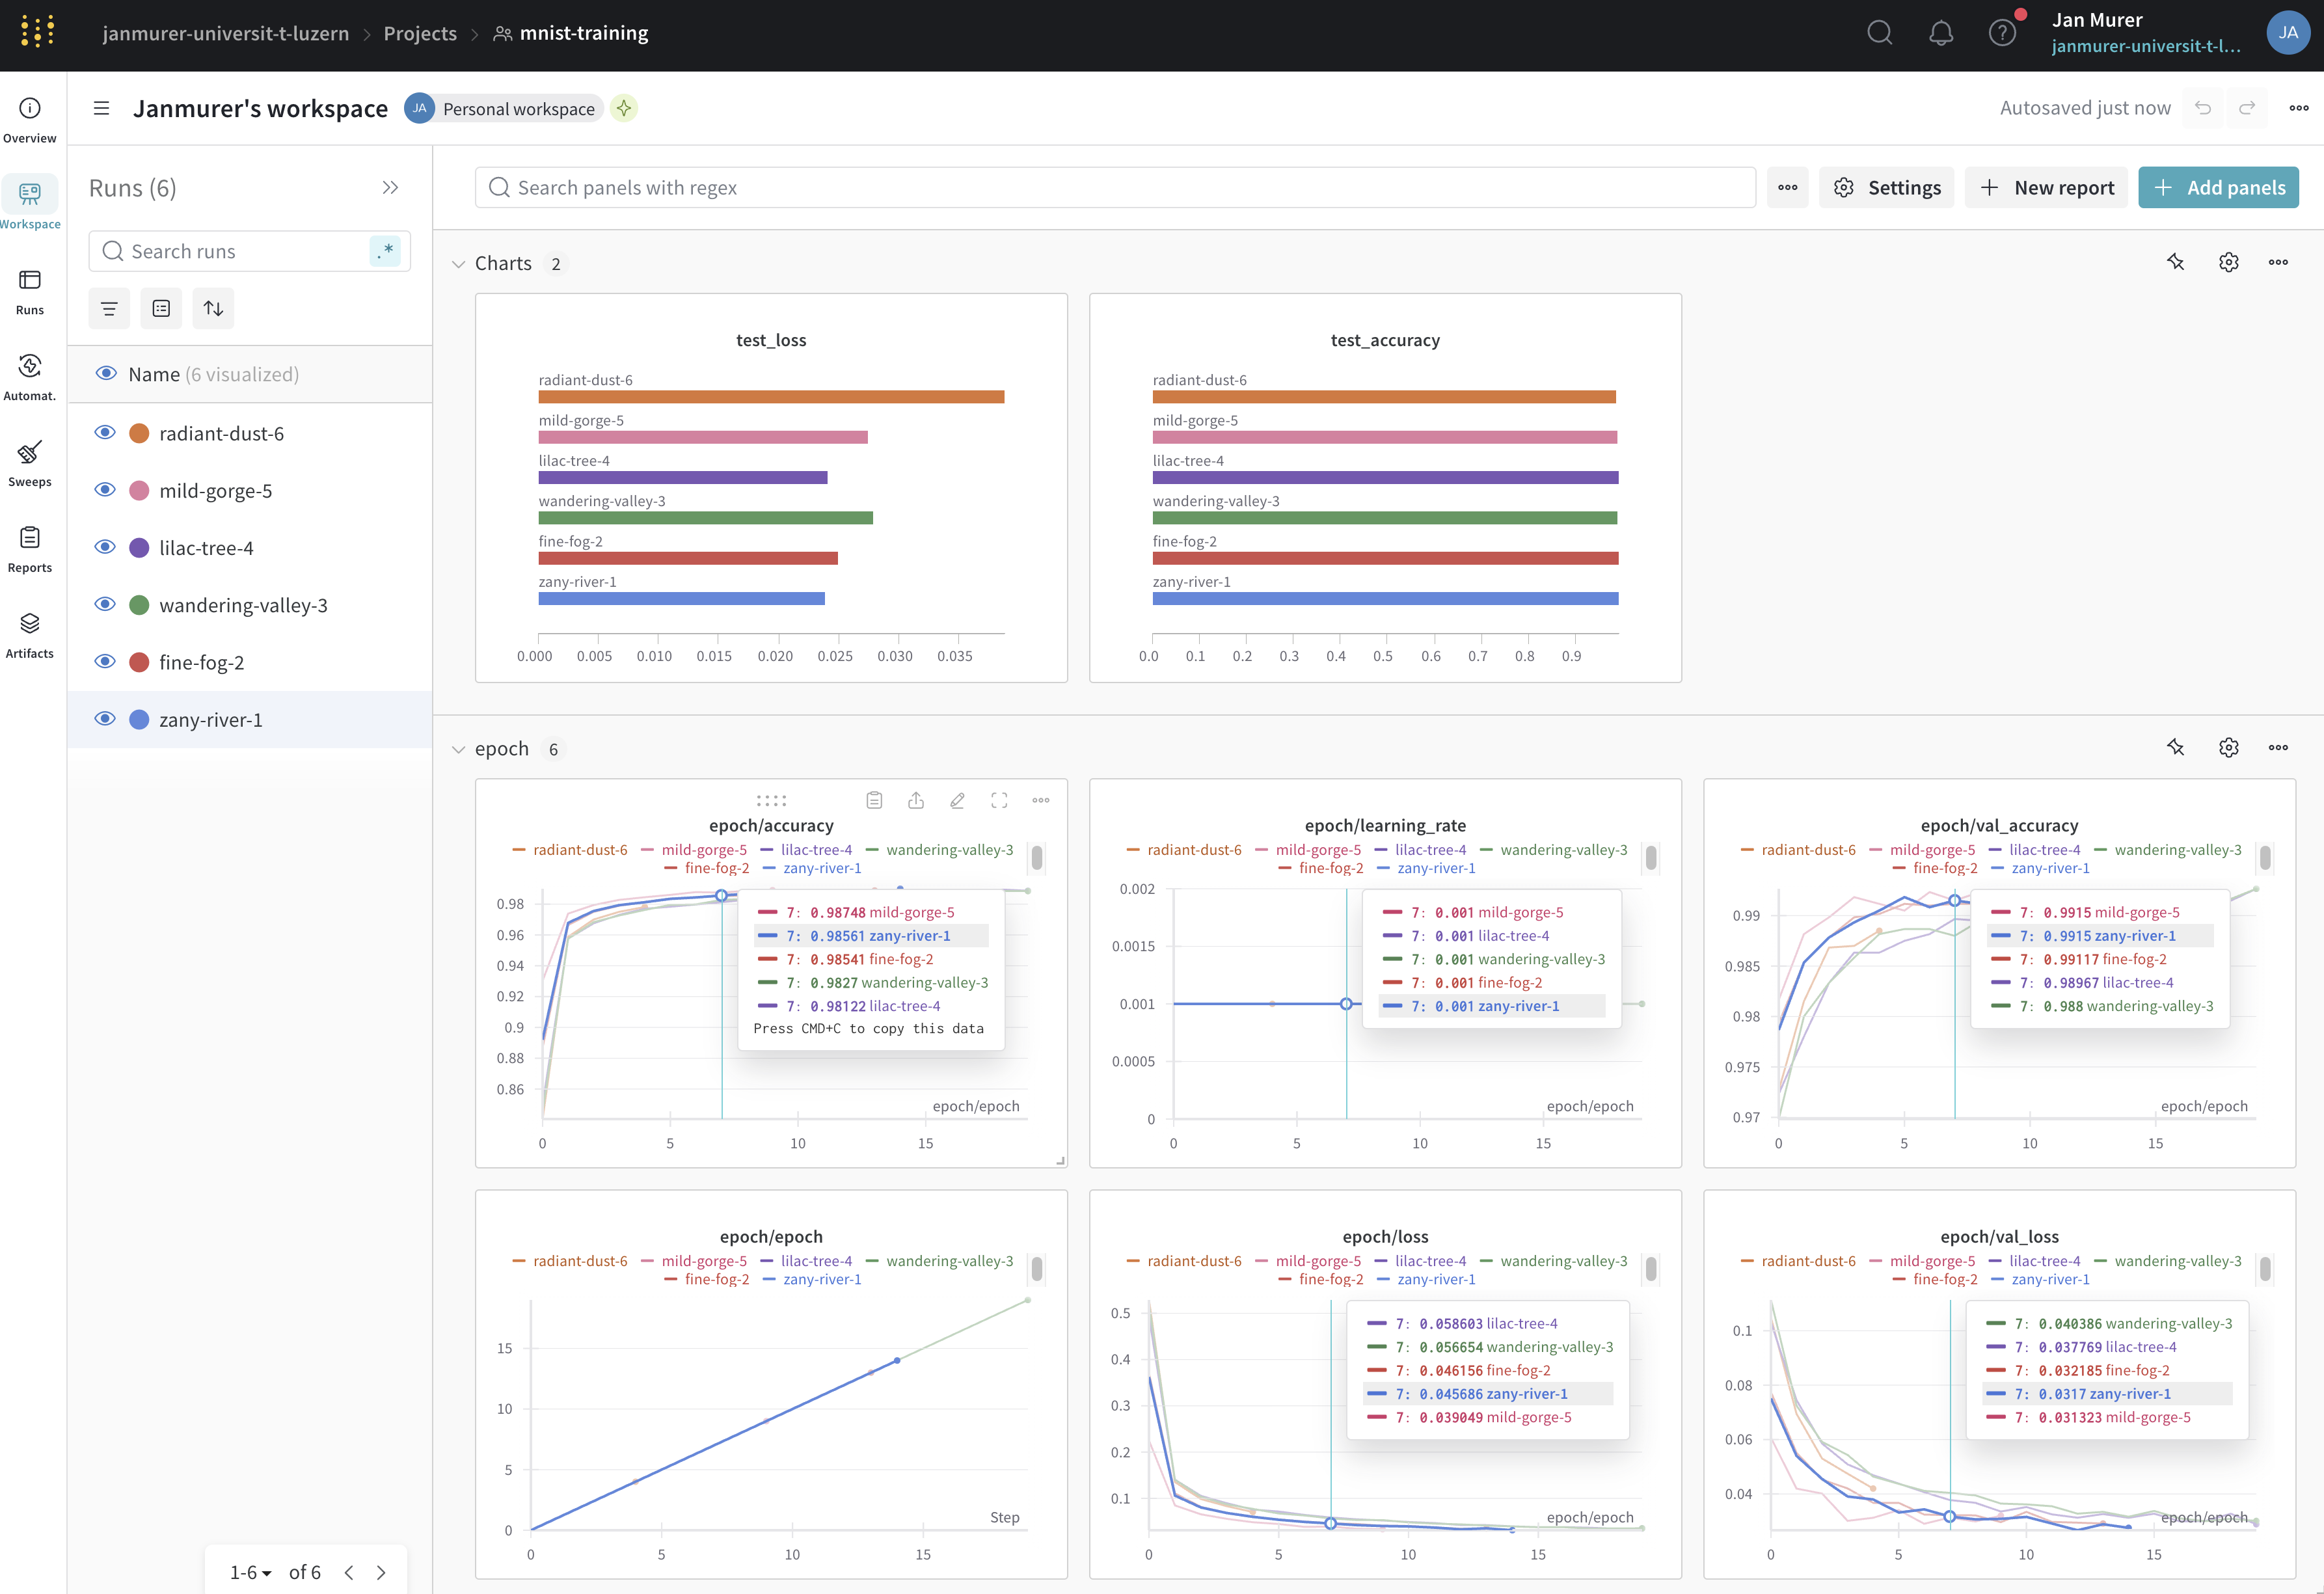 janmurer-universit-t-luzern > Projects > mnist-training
Jan Murer
janmurer-universit-t-l...
JA
Overview
Workspace
Runs
Automat.
Sweeps
Reports
Artifacts
Janmurer's workspace
JA Personal workspace
Autosaved just now
Runs (6)
Search runs
.*
Name (6 visualized)
radiant-dust-6
mild-gorge-5
lilac-tree-4
wandering-valley-3
fine-fog-2
zany-river-1
1-6 of 6
Search panels with regex
Settings
New report
Add panels
Charts 2
test_loss
radiant-dust-6
mild-gorge-5
lilac-tree-4
wandering-valley-3
fine-fog-2
zany-river-1
0.000 0.005 0.010 0.015 0.020 0.025 0.030 0.035
test_accuracy
radiant-dust-6
mild-gorge-5
lilac-tree-4
wandering-valley-3
fine-fog-2
zany-river-1
0.0 0.1 0.2 0.3 0.4 0.5 0.6 0.7 0.8 0.9
epoch 6
epoch/accuracy
radiant-dust-6 mild-gorge-5 lilac-tree-4 wandering-valley-3
fine-fog-2 zany-river-1
0.98
0.96
0.94
0.92
0.9
0.88
0.86
7: 0.98748 mild-gorge-5
7: 0.98561 zany-river-1
7: 0.98541 fine-fog-2
7: 0.9827 wandering-valley-3
7: 0.98122 lilac-tree-4
Press CMD+C to copy this data
epoch/epoch
0 5 10 15
epoch/learning_rate
radiant-dust-6 mild-gorge-5 lilac-tree-4 wandering-valley-3
fine-fog-2 zany-river-1
0.002
0.0015
0.001
0.0005
0
7: 0.001 mild-gorge-5
7: 0.001 lilac-tree-4
7: 0.001 wandering-valley-3
7: 0.001 fine-fog-2
7: 0.001 zany-river-1
epoch/epoch
0 5 10 15
epoch/val_accuracy
radiant-dust-6 mild-gorge-5 lilac-tree-4 wandering-valley-3
fine-fog-2 zany-river-1
0.99
0.985
0.98
0.975
0.97
7: 0.9915 mild-gorge-5
7: 0.9915 zany-river-1
7: 0.99117 fine-fog-2
7: 0.98967 lilac-tree-4
7: 0.988 wandering-valley-3
epoch/epoch
0 5 10 15
epoch/epoch
radiant-dust-6 mild-gorge-5 lilac-tree-4 wandering-valley-3
fine-fog-2 zany-river-1
15
10
5
0
Step
0 5 10 15
epoch/loss
radiant-dust-6 mild-gorge-5 lilac-tree-4 wandering-valley-3
fine-fog-2 zany-river-1
0.5
0.4
0.3
0.2
0.1
7: 0.058603 lilac-tree-4
7: 0.056654 wandering-valley-3
7: 0.046156 fine-fog-2
7: 0.045686 zany-river-1
7: 0.039049 mild-gorge-5
epoch/epoch
0 5 10 15
epoch/val_loss
radiant-dust-6 mild-gorge-5 lilac-tree-4 wandering-valley-3
fine-fog-2 zany-river-1
0.1
0.08
0.06
0.04
7: 0.040386 wandering-valley-3
7: 0.037769 lilac-tree-4
7: 0.032185 fine-fog-2
7: 0.0317 zany-river-1
7: 0.031323 mild-gorge-5
epoch/epoch
0 5 10 15